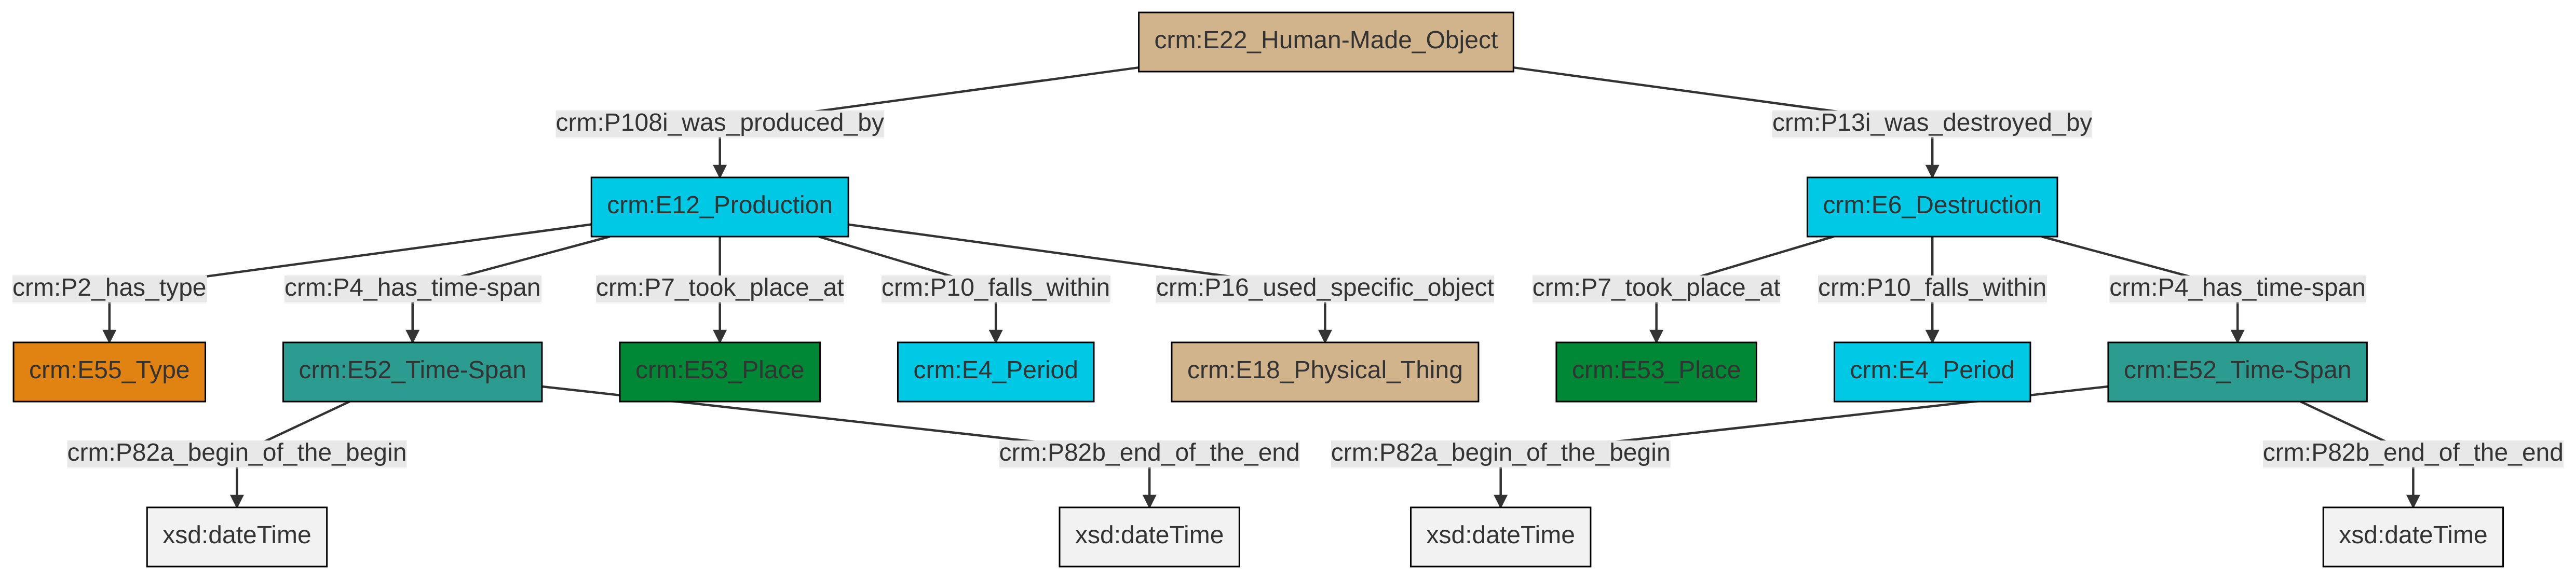 crm:E22_Human-Made_Object
crm:P108i_was_produced_by
crm:P13i_was_destroyed_by
crm:E12_Production
crm:E6_Destruction
crm:P2_has_type
crm:P4_has_time-span
crm:P7_took_place_at
crm:P10_falls_within
crm:P16_used_specific_object
crm:P7_took_place_at
crm:P10_falls_within
crm:P4_has_time-span
crm:E55_Type
crm:E52_Time-Span
crm:E53_Place
crm:E4_Period
crm:E18_Physical_Thing
crm:E53_Place
crm:E4_Period
crm:E52_Time-Span
crm:P82a_begin_of_the_begin
crm:P82b_end_of_the_end
crm:P82a_begin_of_the_begin
crm:P82b_end_of_the_end
xsd:dateTime
xsd:dateTime
xsd:dateTime
xsd:dateTime